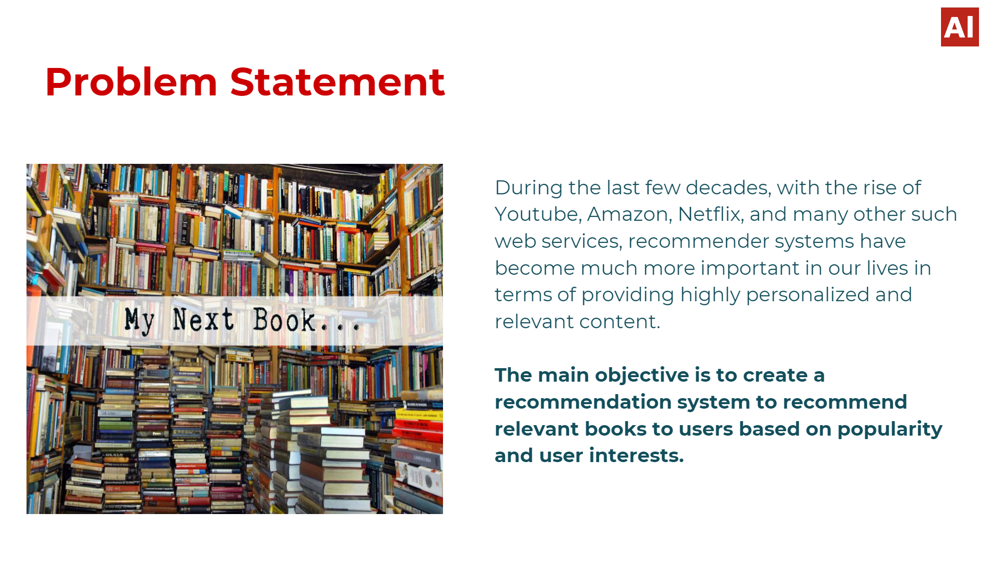 AI
Problem Statement
My Next Book...
During the last few decades, with the rise of
Youtube, Amazon, Netflix, and many other such
web services, recommender systems have
become much more important in our lives in
terms of providing highly personalized and
relevant content.
The main objective is to create a
recommendation system to recommend
relevant books to users based on popularity
and user interests.
MACAULAY